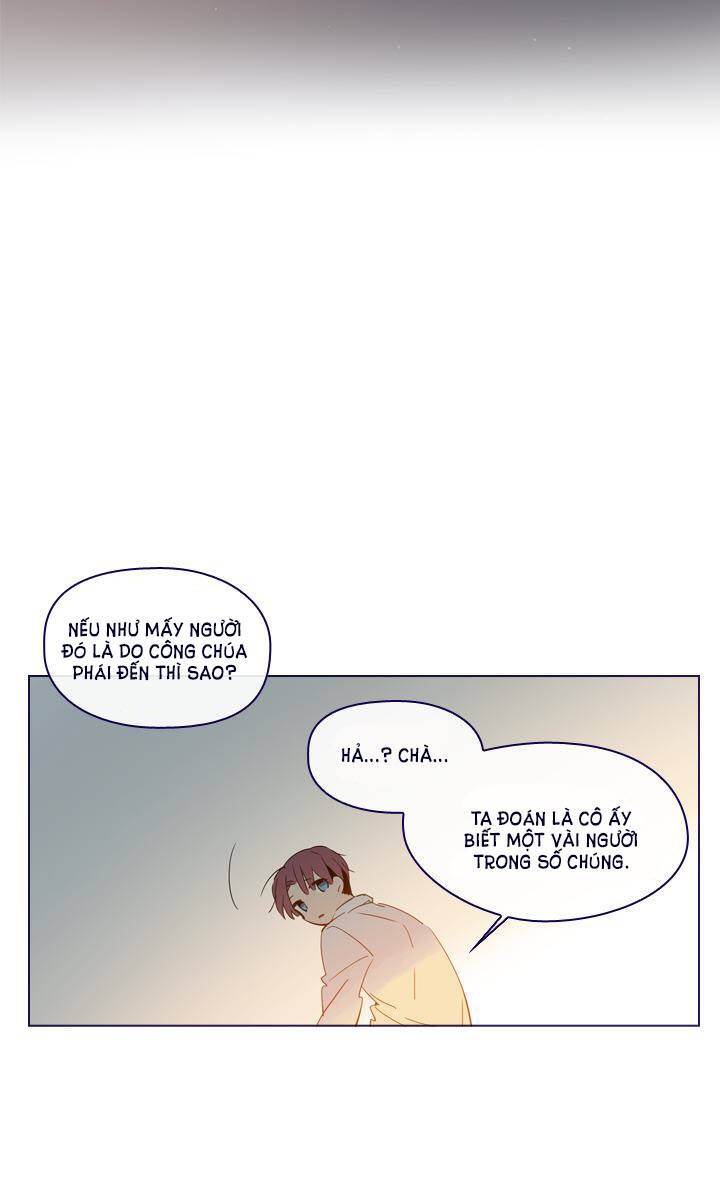 NẾU NHƯ MẤY NGƯỜI
ĐÓ LÀ DO CÔNG CHÚA
PHÁI ĐẾN THÌ SAO?
HẢ...? CHÀ...
TA ĐOÁN LÀ CÔ ẤY
BIẾT MỘT VÀI NGƯỜI
TRONG SỐ CHÚNG.